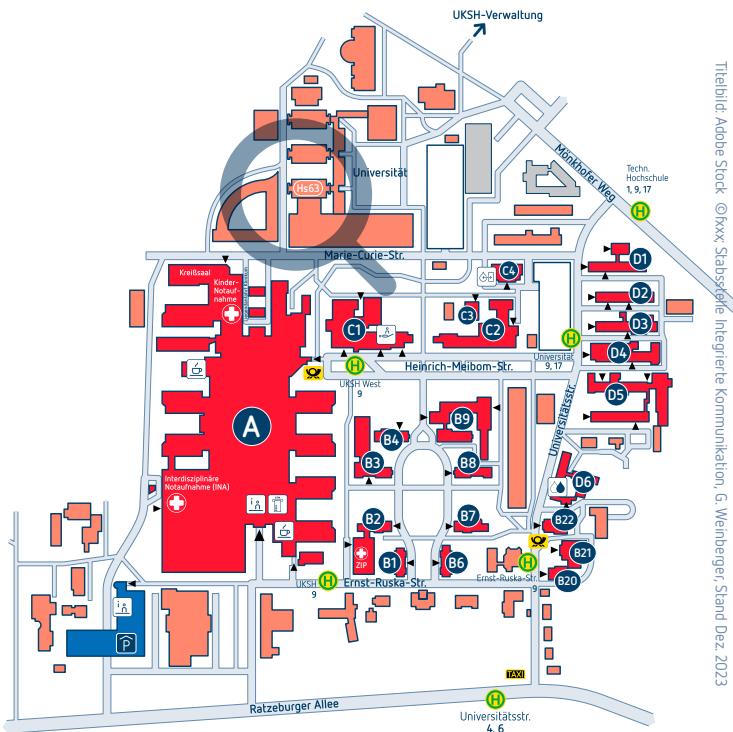 UKSH-Verwaltung
Titelbild: Adobe Stock ©fxxx; Stabsstelle Integrierte Kommunikation, G. Weinberger, Stand Dez. 2023
Mönkhofer Weg
Techn.
Hochschule
1, 9, 17
H
Universität
Hs63
Marie-Curie-Str.
Kreißsaal
Kinder-
Notauf-
nahme
C4
C1
C3
C2
D1
D2
D3
D4
D5
D6
H
Universität
9, 17
H
UKSH West
9
Heinrich-Meibom-Str.
Universitätsstr.
A
B9
B4
B3
B8
Interdisziplinäre
Notaufnahme (INA)
B2
B7
B22
B21
B20
ZIP
B1
B6
H
Ernst-Ruska-Str.
9
UKSH
9
H
Ernst-Ruska-Str.
P
TAXI
Ratzeburger Allee
H
Universitätsstr.
4, 6